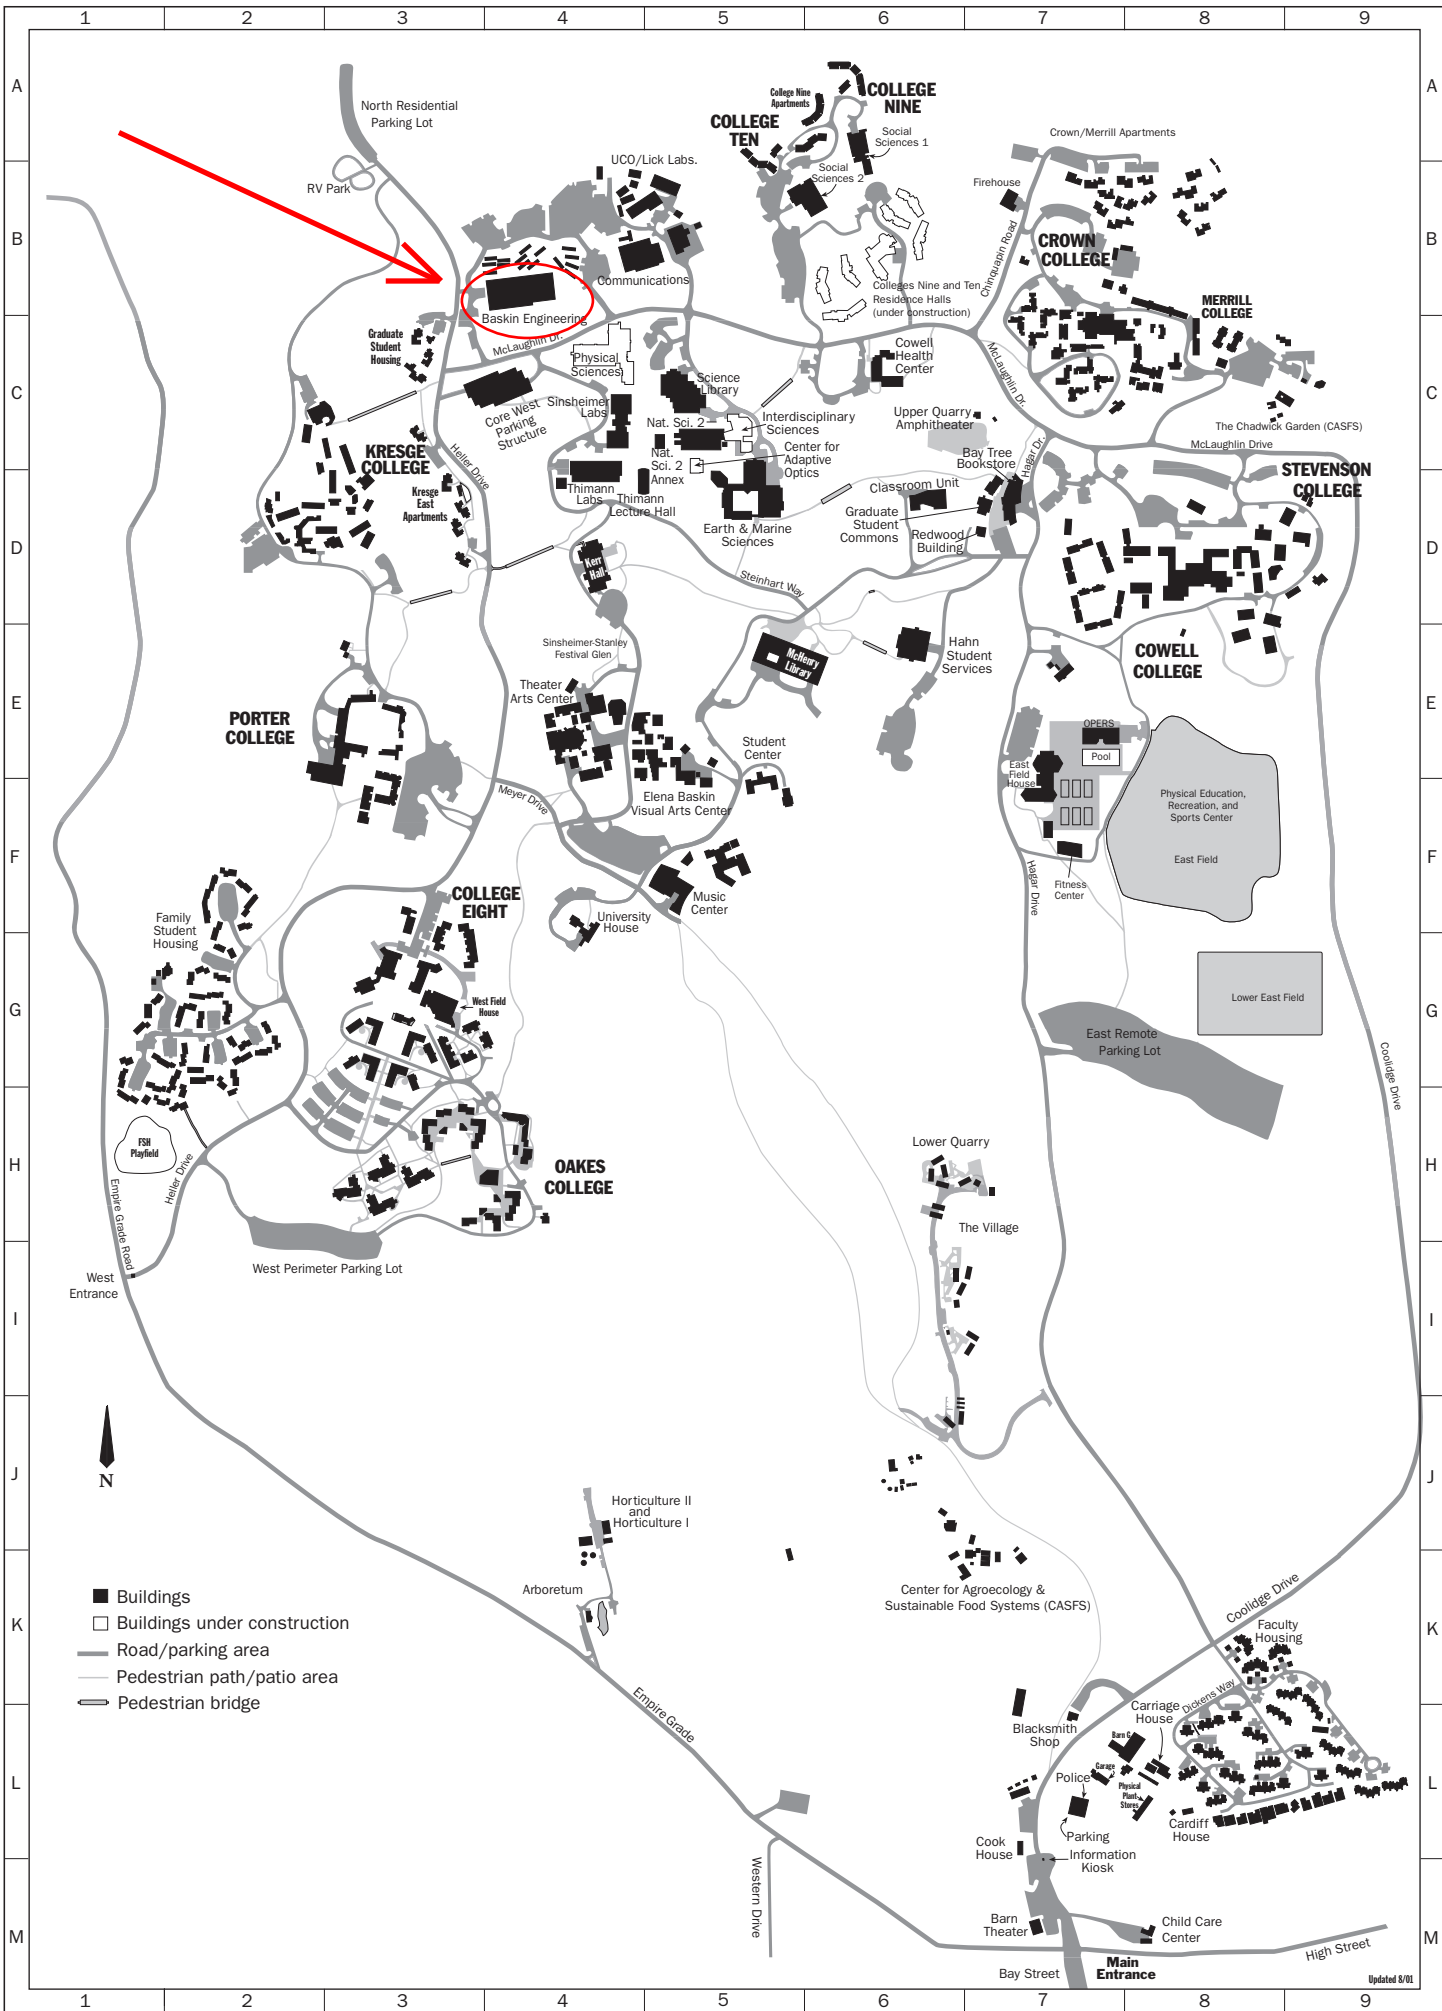 1 2 3 4 5 6 7 8 9
A
A
North Residential
Parking Lot
RV Park
College Nine
Apartments
COLLEGE
NINE
COLLEGE
TEN
Social
Sciences 1
Social
Sciences 2
UCO/Lick Labs.
Crown/Merrill Apartments
Firehouse
B
B
Chinquapin Road
CROWN
COLLEGE
Communications
Baskin Engineering
Colleges Nine and Ten
Residence Halls
(under construction)
MERRILL
COLLEGE
Graduate
Student
Housing
McLaughlin Dr.
Physical
Sciences
Cowell
Health
Center
McLaughlin Dr.
C
C
Science
Library
Core West
Parking
Structure
Sinsheimer
Labs
Nat. Sci. 2
Interdisciplinary
Sciences
Upper Quarry
Amphitheater
The Chadwick Garden (CASFS)
McLaughlin Drive
KRESGE
COLLEGE
Heller Drive
Nat.
Sci. 2
Annex
Center for
Adaptive
Optics
Bay Tree
Bookstore
Hagar Dr.
STEVENSON
COLLEGE
Kresge
East
Apartments
Thimann
Labs
Thimann
Lecture Hall
Classroom Unit
Earth & Marine
Sciences
Graduate
Student
Commons
Redwood
Building
D
D
Kerr
Hall
Steinhart Way
Sinsheimer-Stanley
Festival Glen
McHenry
Library
Hahn
Student
Services
COWELL
COLLEGE
Theater
Arts Center
E
E
PORTER
COLLEGE
Student
Center
OPERS
Pool
East
Field
House
Meyer Drive
Elena Baskin
Visual Arts Center
Physical Education,
Recreation, and
Sports Center
East Field
F
F
Hagar Drive
Fitness
Center
COLLEGE
EIGHT
Music
Center
University
House
Family
Student
Housing
West Field
House
Lower East Field
G
G
East Remote
Parking Lot
Coolidge Drive
FSH
Playfield
Lower Quarry
H
H
OAKES
COLLEGE
Heller Drive
Empire Grade Road
The Village
West Perimeter Parking Lot
West
Entrance
I
I
N
J
J
Horticulture II
and
Horticulture I
Arboretum
Center for Agroecology &
Sustainable Food Systems (CASFS)
Coolidge Drive
Buildings
Buildings under construction
Road/parking area
Pedestrian path/patio area
Pedestrian bridge
K
K
Faculty
Housing
Dickens Way
Empire Grade
Blacksmith
Shop
Carriage
House
Barn G
Garage
Police
Physical
Plant
Stores
L
L
Parking
Cardiff
House
Cook
House
Information
Kiosk
Western Drive
Barn
Theater
Child Care
Center
M
M
High Street
Bay Street
Main
Entrance
Updated 8/01
1 2 3 4 5 6 7 8 9